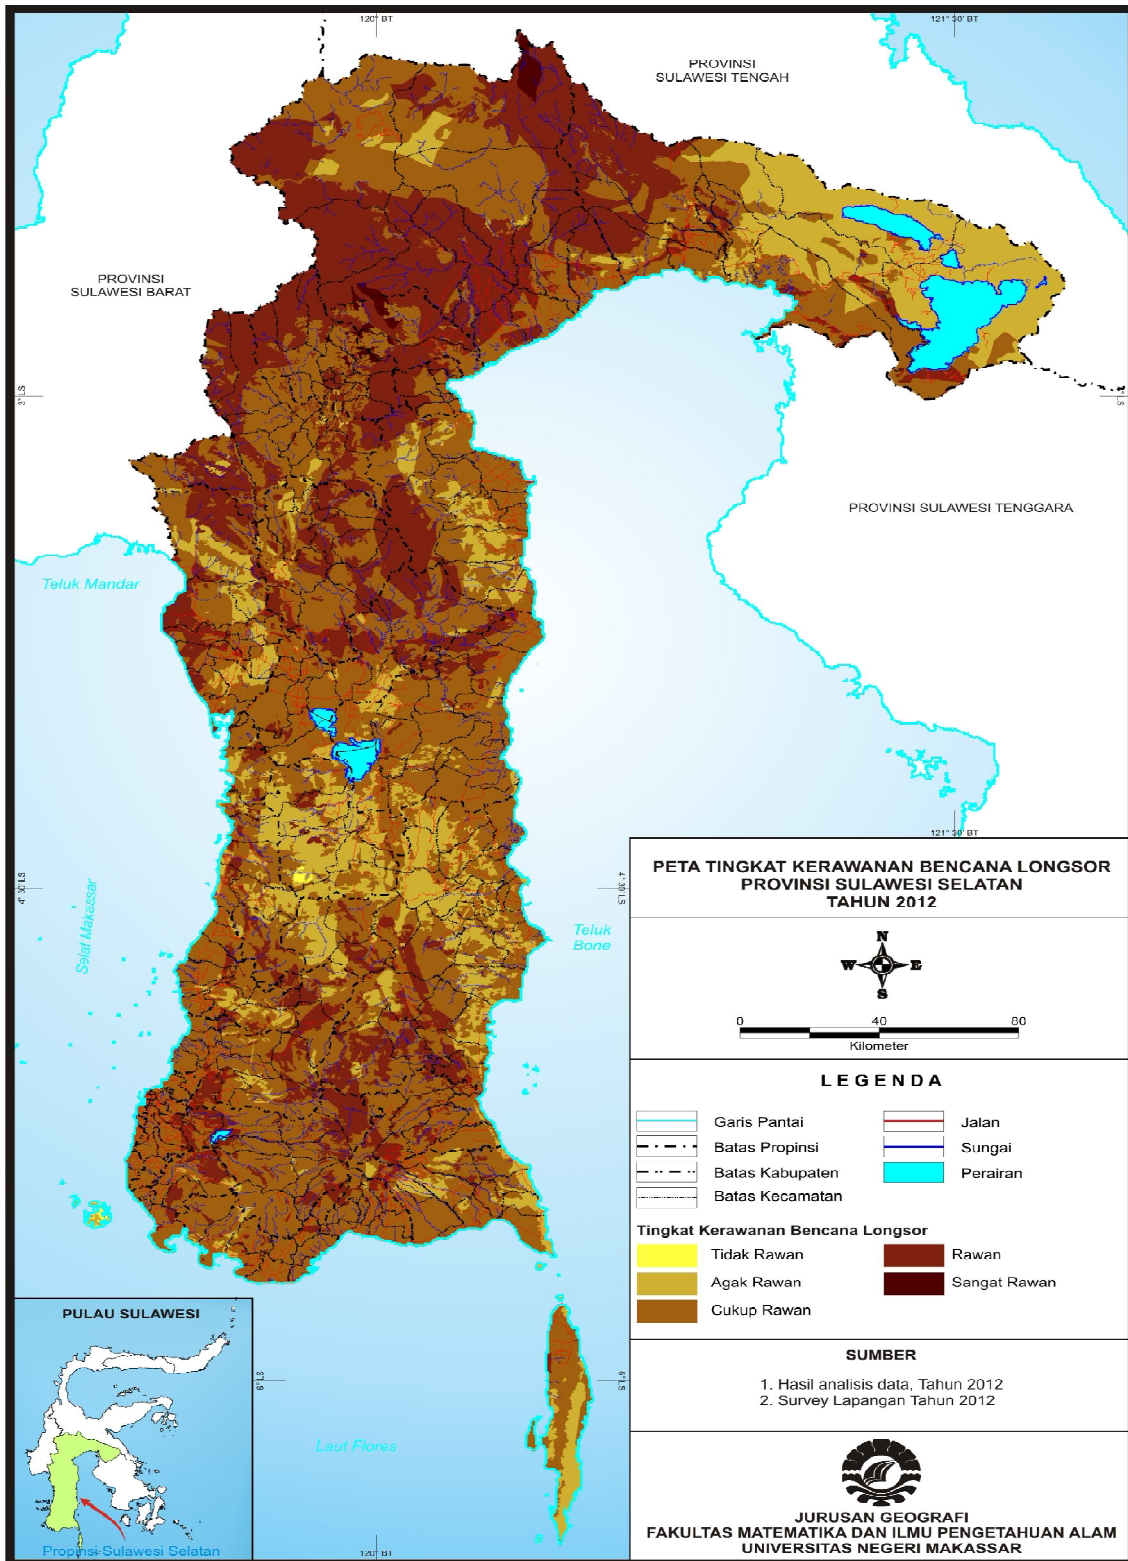 120° BT
121° 30' BT
PROVINSI
SULAWESI TENGAH
PROVINSI
SULAWESI BARAT
3° LS
3° LS
PROVINSI SULAWESI TENGGARA
Teluk Mandar
121° 30' BT
4° 30' LS
4° 30' LS
Selat Makassar
Teluk
Bone
PETA TINGKAT KERAWANAN BENCANA LONGSOR
PROVINSI SULAWESI SELATAN
TAHUN 2012
N
W E
S
0 40 80
Kilometer
LEGENDA
Garis Pantai
Batas Propinsi
Batas Kabupaten
Batas Kecamatan
Jalan
Sungai
Perairan
Tingkat Kerawanan Bencana Longsor
Tidak Rawan
Agak Rawan
Cukup Rawan
Rawan
Sangat Rawan
SUMBER
1. Hasil analisis data, Tahun 2012
2. Survey Lapangan Tahun 2012
JURUSAN GEOGRAFI
FAKULTAS MATEMATIKA DAN ILMU PENGETAHUAN ALAM
UNIVERSITAS NEGERI MAKASSAR
PULAU SULAWESI
Propinsi Sulawesi Selatan
6° LS
6° LS
Laut Flores
120° BT